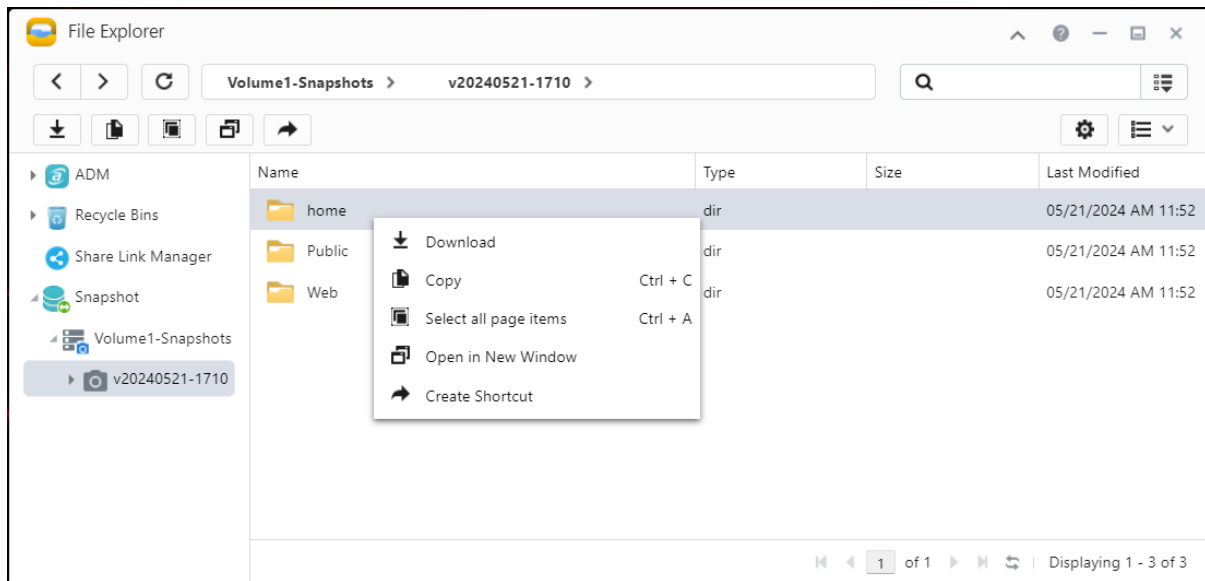 File Explorer
Volume1-Snapshots > v20240521-1710 >
Name Type Size Last Modified
ADM
Recycle Bins
Share Link Manager
Snapshot
Volume1-Snapshots
v20240521-1710
home dir 05/21/2024 AM 11:52
Public dir 05/21/2024 AM 11:52
Web dir 05/21/2024 AM 11:52
Download
Copy Ctrl + C
Select all page items Ctrl + A
Open in New Window
Create Shortcut
1 of 1 Displaying 1 - 3 of 3